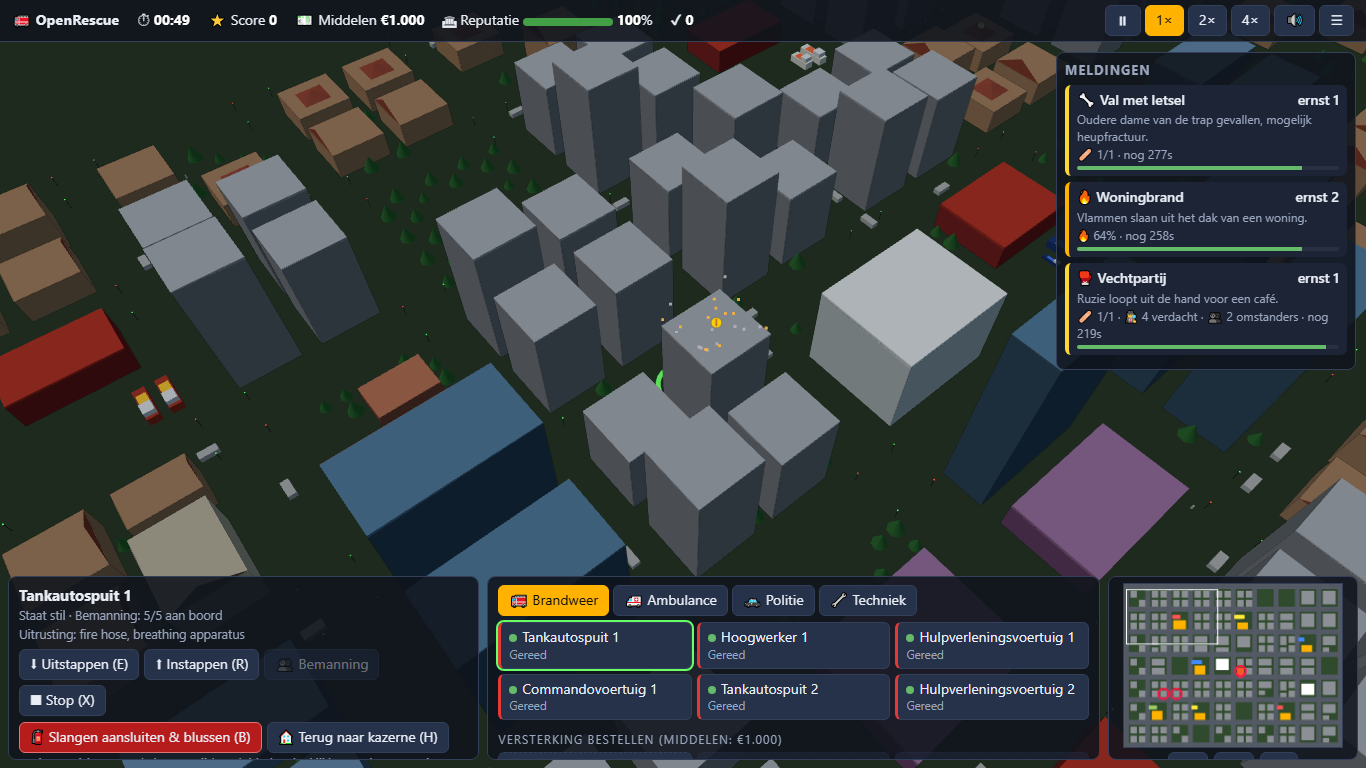 OpenRescue
00:49
Score 0
Middelen €1.000
Reputatie 100%
✓ 0
1×
2×
4×
MELDINGEN
Val met letsel ernst 1
Oudere dame van de trap gevallen, mogelijk
heupfractuur.
1/1 · nog 277s
Woningbrand ernst 2
Vlammen slaan uit het dak van een woning.
64% · nog 258s
Vechtpartij ernst 1
Ruzie loopt uit de hand voor een café.
1/1 · 4 verdacht · 2 omstanders · nog
219s
Tankautospuit 1
Staat stil · Bemanning: 5/5 aan boord
Uitrusting: fire hose, breathing apparatus
⬇ Uitstappen (E)
⬆ Instappen (R)
Bemanning
Stop (X)
Slangen aansluiten & blussen (B)
Terug naar kazerne (H)
Brandweer
Ambulance
Politie
Techniek
Tankautospuit 1
Gereed
Hoogwerker 1
Gereed
Hulpverleningsvoertuig 1
Gereed
Commandovoertuig 1
Gereed
Tankautospuit 2
Gereed
Hulpverleningsvoertuig 2
Gereed
VERSTERKING BESTELLEN (MIDDELEN: €1.000)